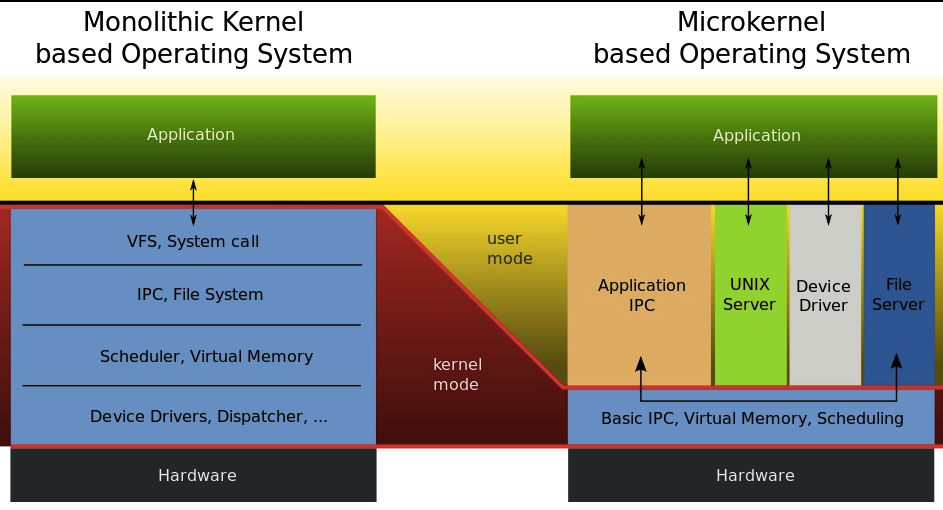 Monolithic Kernel
based Operating System
Microkernel
based Operating System
Application
Application
VFS, System call
IPC, File System
Scheduler, Virtual Memory
Device Drivers, Dispatcher, ...
Hardware
user
mode
kernel
mode
Application
IPC
UNIX
Server
Device
Driver
File
Server
Basic IPC, Virtual Memory, Scheduling
Hardware